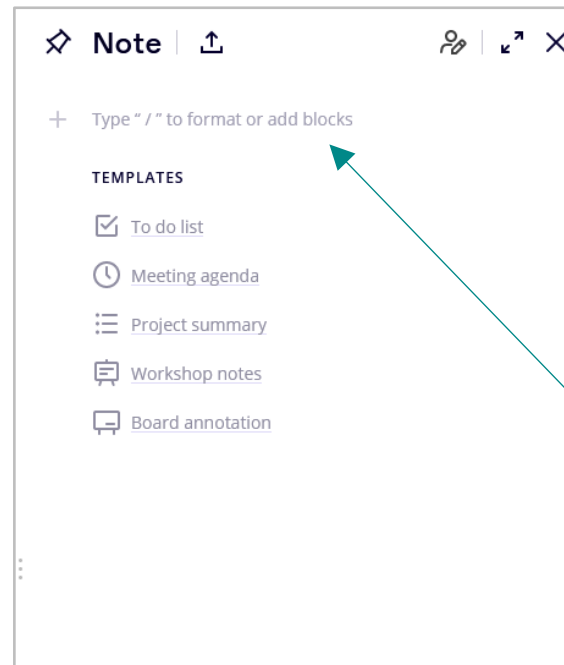 Note
Type “ / ” to format or add blocks
TEMPLATES
To do list
Meeting agenda
Project summary
Workshop notes
Board annotation